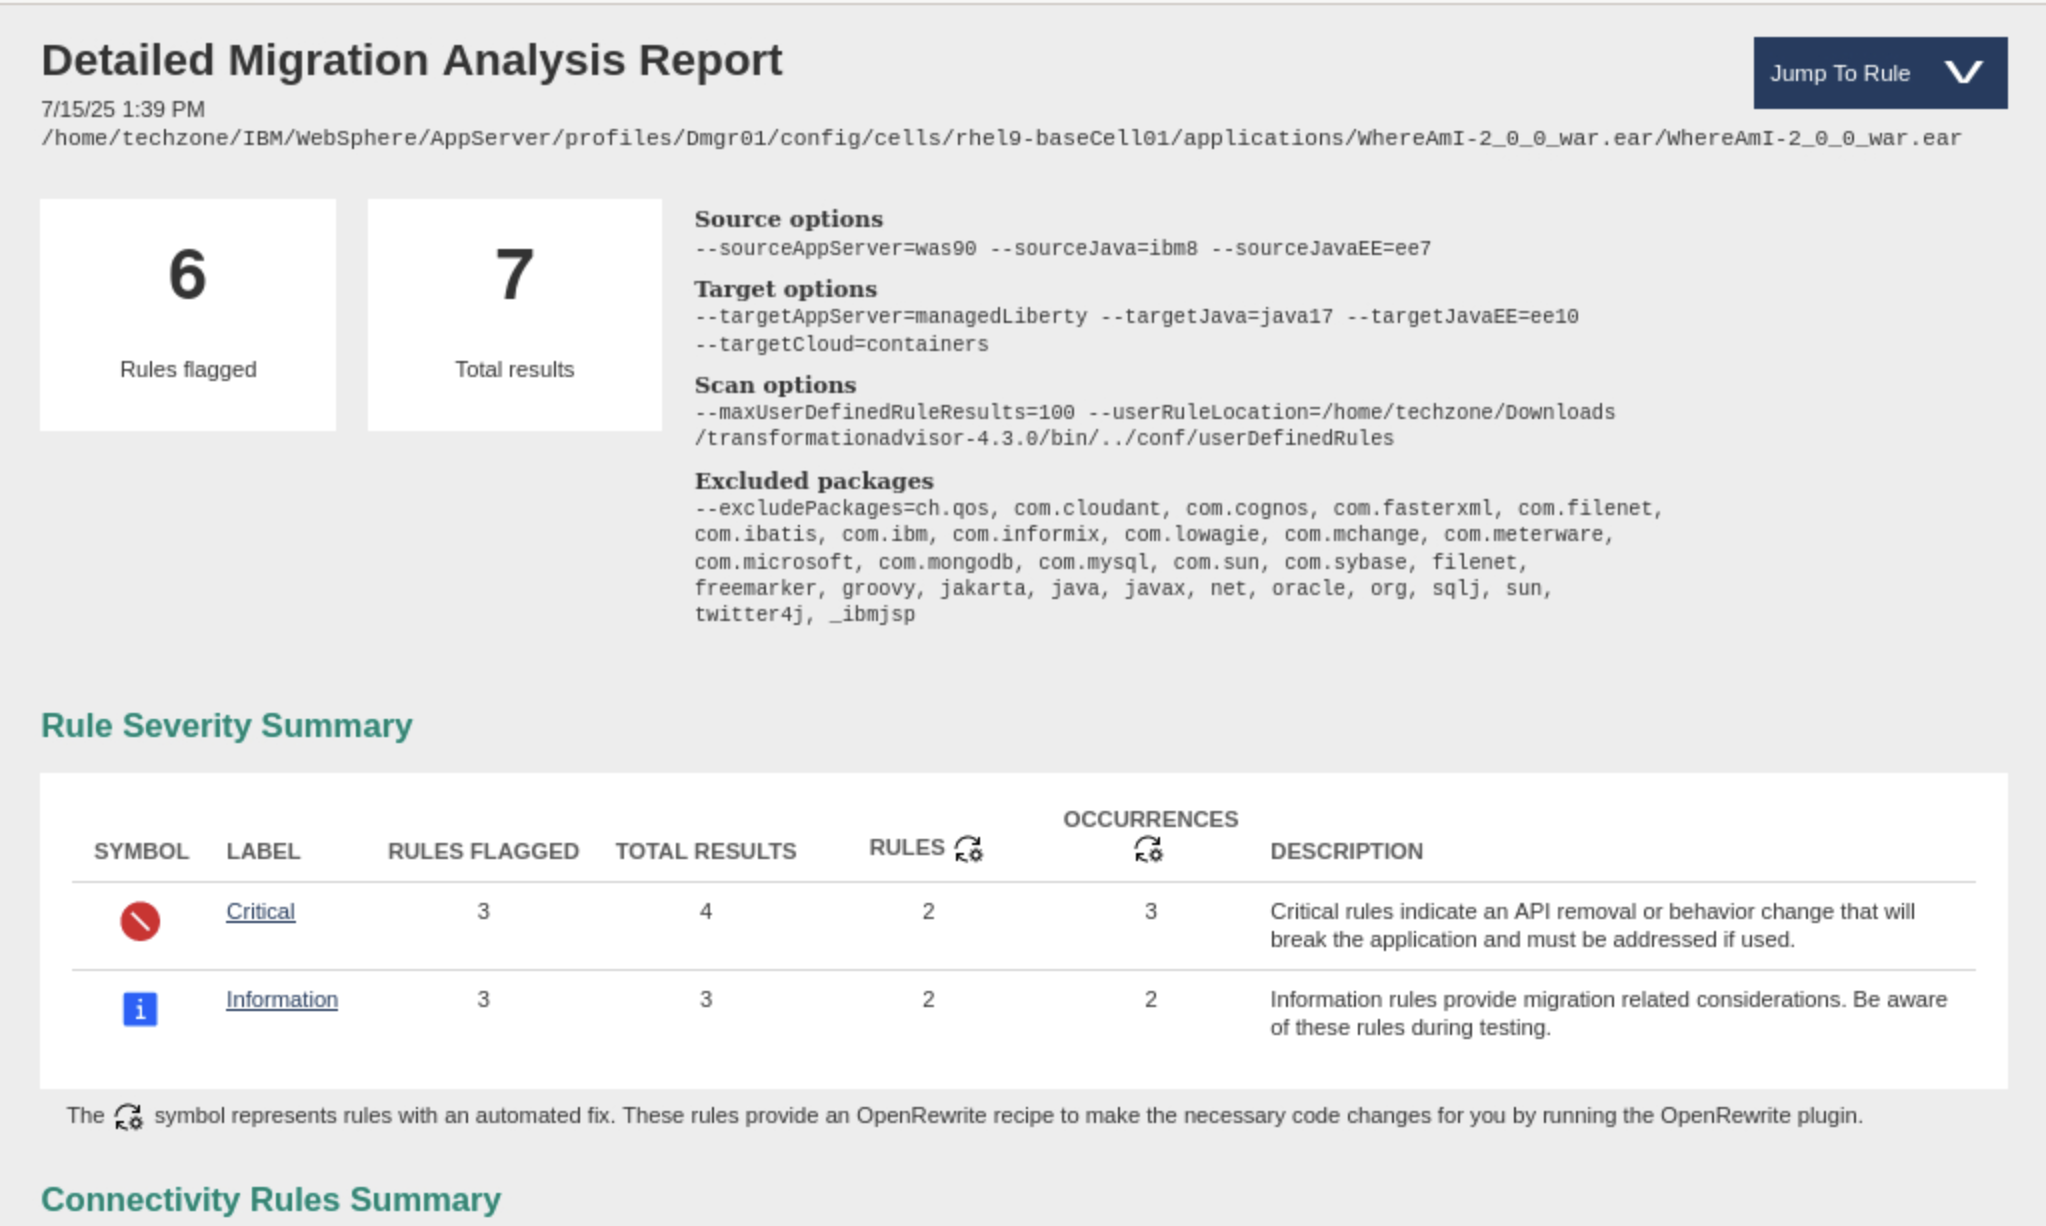 Detailed Migration Analysis Report
Jump To Rule
7/15/25 1:39 PM
/home/techzone/IBM/WebSphere/AppServer/profiles/Dmgr01/config/cells/rhel9-baseCell01/applications/WhereAmI-2_0_0_war.ear/WhereAmI-2_0_0_war.ear
6
Rules flagged
7
Total results
Source options
--sourceAppServer=was90 --sourceJava=ibm8 --sourceJavaEE=ee7
Target options
--targetAppServer=managedLiberty --targetJava=java17 --targetJavaEE=ee10
--targetCloud=containers
Scan options
--maxUserDefinedRuleResults=100 --userRuleLocation=/home/techzone/Downloads
/transformationadvisor-4.3.0/bin/../conf/userDefinedRules
Excluded packages
--excludePackages=ch.qos, com.cloudant, com.cognos, com.fasterxml, com.filenet,
com.ibatis, com.ibm, com.informix, com.lowagie, com.mchange, com.meterware,
com.microsoft, com.mongodb, com.mysql, com.sun, com.sybase, filenet,
freemarker, groovy, jakarta, java, javax, net, oracle, org, sqlj, sun,
twitter4j, _ibmjsp
Rule Severity Summary
SYMBOL LABEL RULES FLAGGED TOTAL RESULTS RULES OCCURRENCES DESCRIPTION
Critical 3 4 2 3 Critical rules indicate an API removal or behavior change that will
break the application and must be addressed if used.
i Information 3 3 2 2 Information rules provide migration related considerations. Be aware
of these rules during testing.
The symbol represents rules with an automated fix. These rules provide an OpenRewrite recipe to make the necessary code changes for you by running the OpenRewrite plugin.
Connectivity Rules Summary